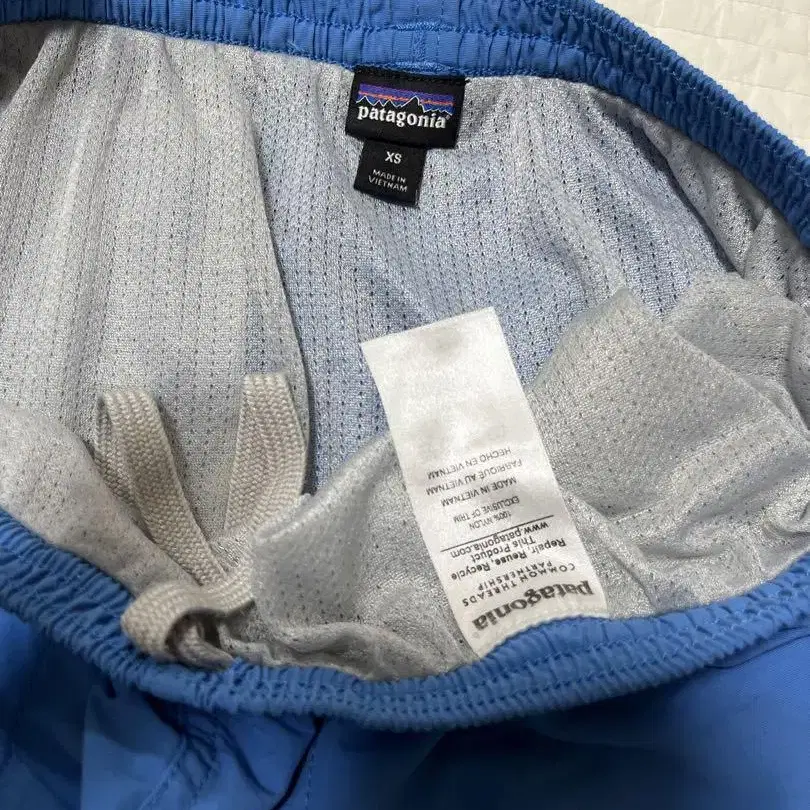 patagonia®
XS
MADE IN
VIETNAM
patagonia®
COMMON THREADS
PARTNERSHIP
Repair, Reuse, Recycle
This Product
www.patagonia.com
100% NYLON
EXCLUSIVE OF TRIM
MADE IN VIETNAM
FABRIQUÉ AU VIETNAM
HECHO EN VIETNAM